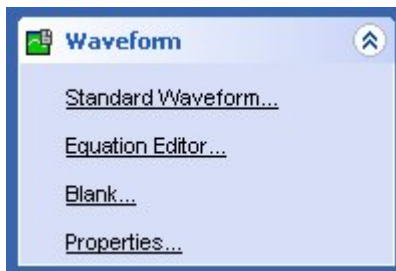 Waveform
Standard Waveform...
Equation Editor...
Blank...
Properties...